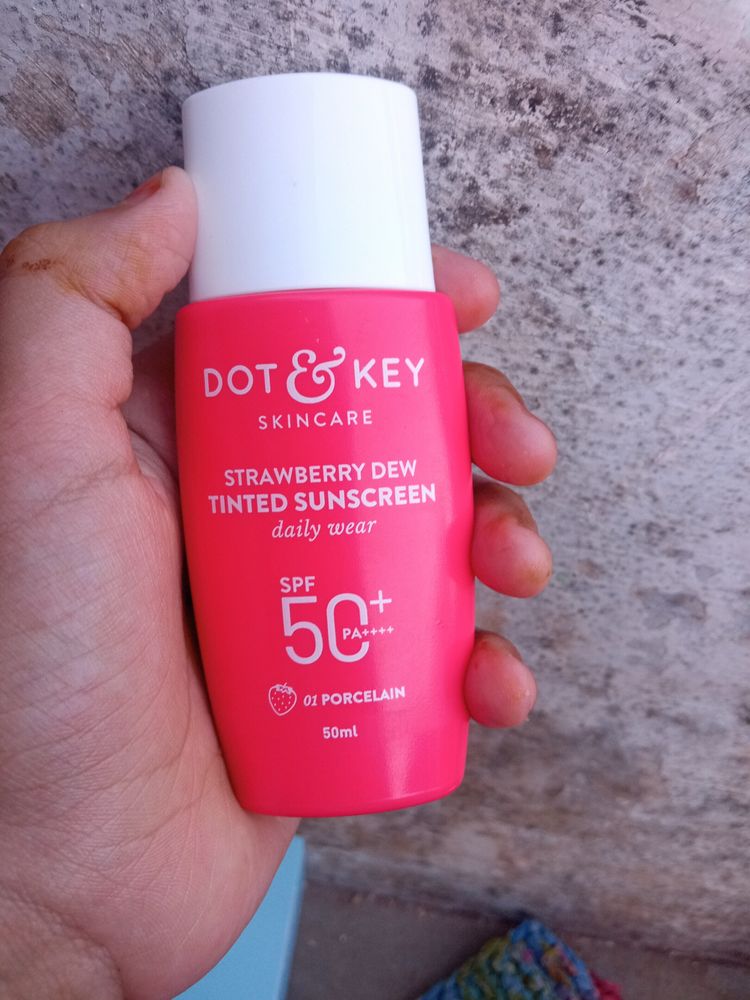 DOT & KEY
SKINCARE
STRAWBERRY DEW
TINTED SUNSCREEN
daily wear
SPF
50+
PA++++
01 PORCELAIN
50ml